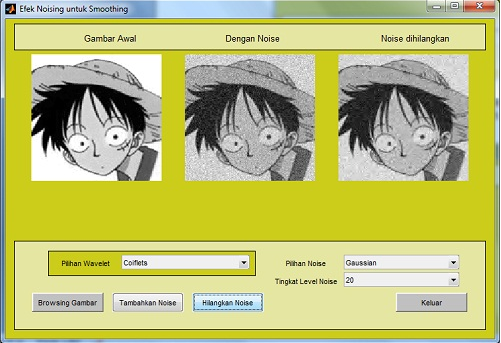 Efek Noising untuk Smoothing
Gambar Awal Dengan Noise Noise dihilangkan
Pilihan Wavelet Coiflets Pilihan Noise Gaussian
Tingkat Level Noise 20
Browsing Gambar Tambahkan Noise Hilangkan Noise Keluar